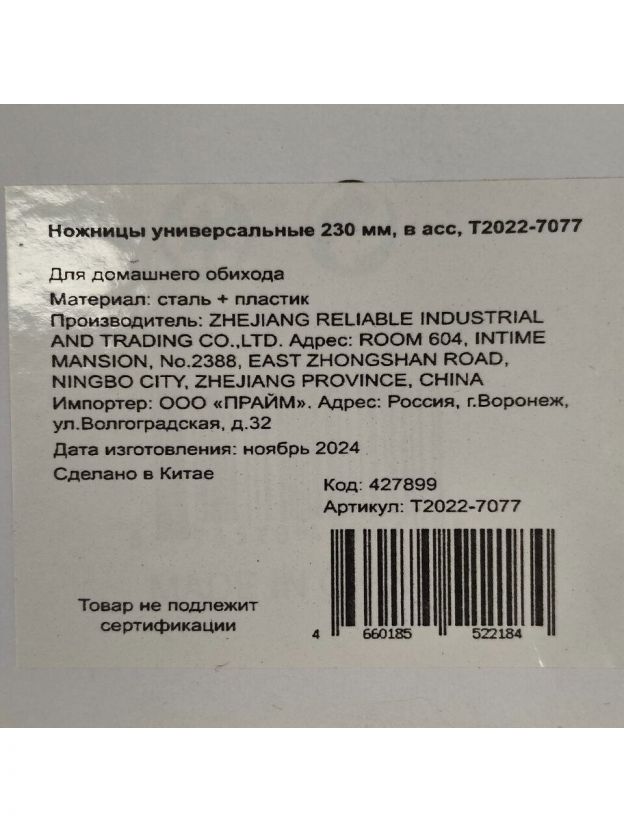 Ножницы универсальные 230 мм, в асс, Т2022-7077
Для домашнего обихода
Материал: сталь + пластик
Производитель: ZHEJIANG RELIABLE INDUSTRIAL
AND TRADING CO.,LTD. Адрес: ROOM 604, INTIME
MANSION, No.2388, EAST ZHONGSHAN ROAD,
NINGBO CITY, ZHEJIANG PROVINCE, CHINA
Импортер: ООО «ПРАЙМ». Адрес: Россия, г.Воронеж,
ул.Волгоградская, д.32
Дата изготовления: ноябрь 2024
Сделано в Китае
Код: 427899
Артикул: Т2022-7077
Товар не подлежит
сертификации
4 660185 522184